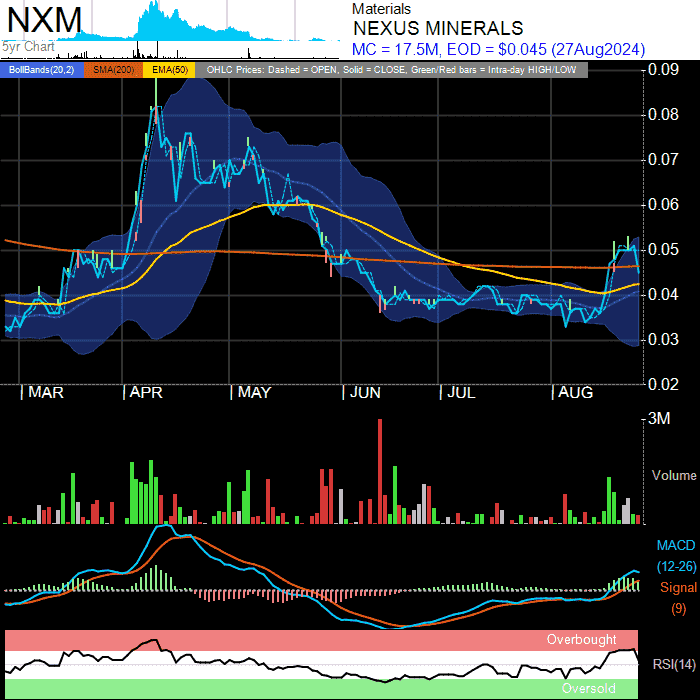 NXM
5yr Chart
Materials
NEXUS MINERALS
MC = 17.5M, EOD = $0.045 (27Aug2024)
BollBands(20,2) SMA(200) EMA(50) OHLC Prices: Dashed = OPEN, Solid = CLOSE, Green/Red bars = Intra-day HIGH/LOW
0.09
0.08
0.07
0.06
0.05
0.04
0.03
0.02
MAR APR MAY JUN JUL AUG
3M
Volume
MACD
(12-26)
Signal
(9)
Overbought
RSI(14)
Oversold